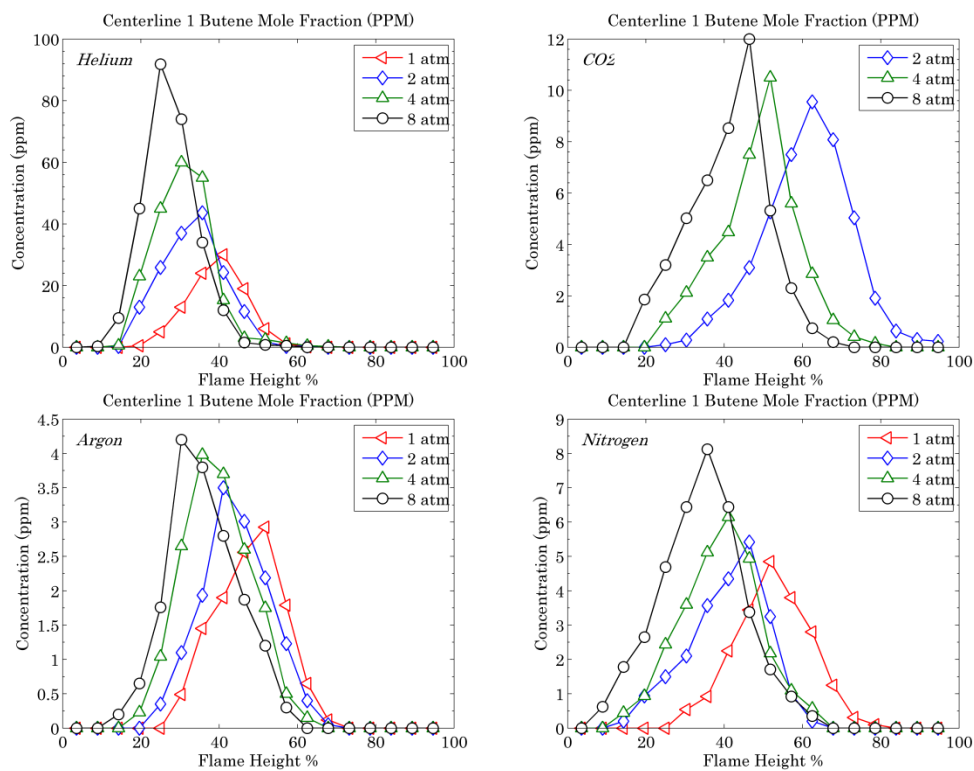 Centerline 1 Butene Mole Fraction (PPM)
Helium
1 atm
2 atm
4 atm
8 atm
100
80
60
40
20
0
Concentration (ppm)
0 20 40 60 80 100
Flame Height %
Centerline 1 Butene Mole Fraction (PPM)
CO2
2 atm
4 atm
8 atm
12
10
8
6
4
2
0
Concentration (ppm)
0 20 40 60 80 100
Flame Height %
Centerline 1 Butene Mole Fraction (PPM)
Argon
1 atm
2 atm
4 atm
8 atm
4.5
4
3.5
3
2.5
2
1.5
1
0.5
0
Concentration (ppm)
0 20 40 60 80 100
Flame Height %
Centerline 1 Butene Mole Fraction (PPM)
Nitrogen
1 atm
2 atm
4 atm
8 atm
9
8
7
6
5
4
3
2
1
0
Concentration (ppm)
0 20 40 60 80 100
Flame Height %